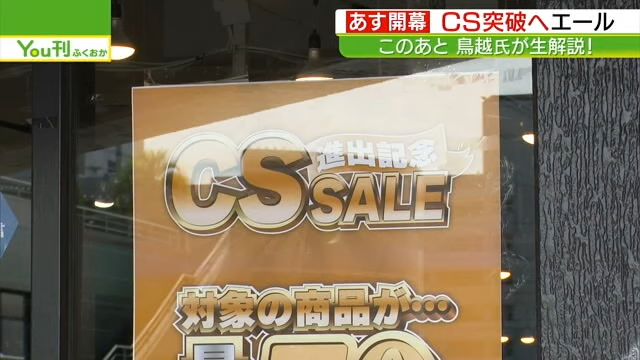 You刊
ふくおか
あす開幕 CS突破へエール
このあと 鳥越氏が生解説!
進出記念
CS SALE
対象の商品が…